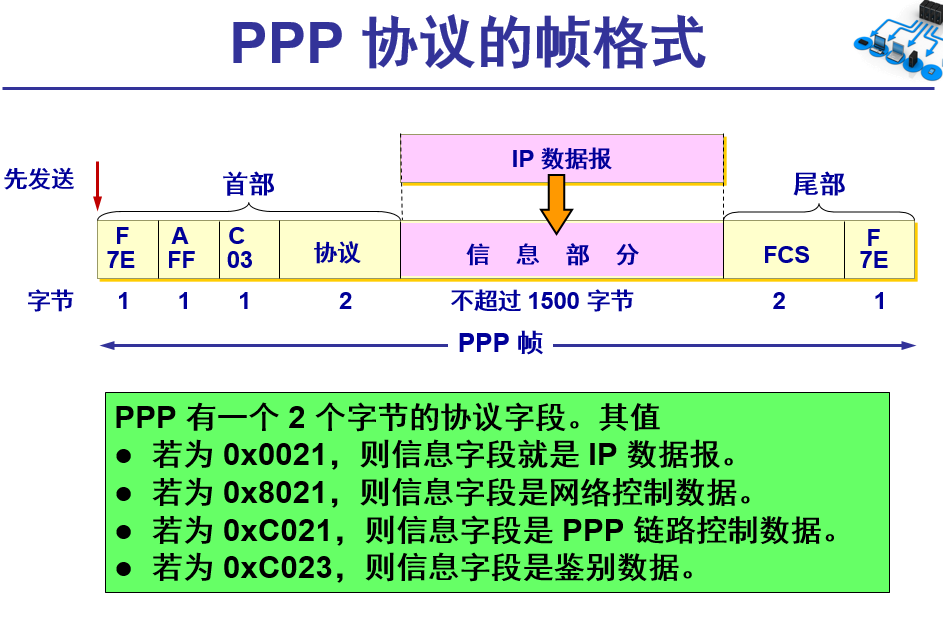 PPP 协议的帧格式
IP 数据报
先发送
首部
尾部
F
7E
A
FF
C
03
协议
信 息 部 分
FCS
F
7E
字节 1 1 1 2 不超过 1500 字节 2 1
PPP 帧
PPP 有一个 2 个字节的协议字段。其值
● 若为 0x0021，则信息字段就是 IP 数据报。
● 若为 0x8021，则信息字段是网络控制数据。
● 若为 0xC021，则信息字段是 PPP 链路控制数据。
● 若为 0xC023，则信息字段是鉴别数据。